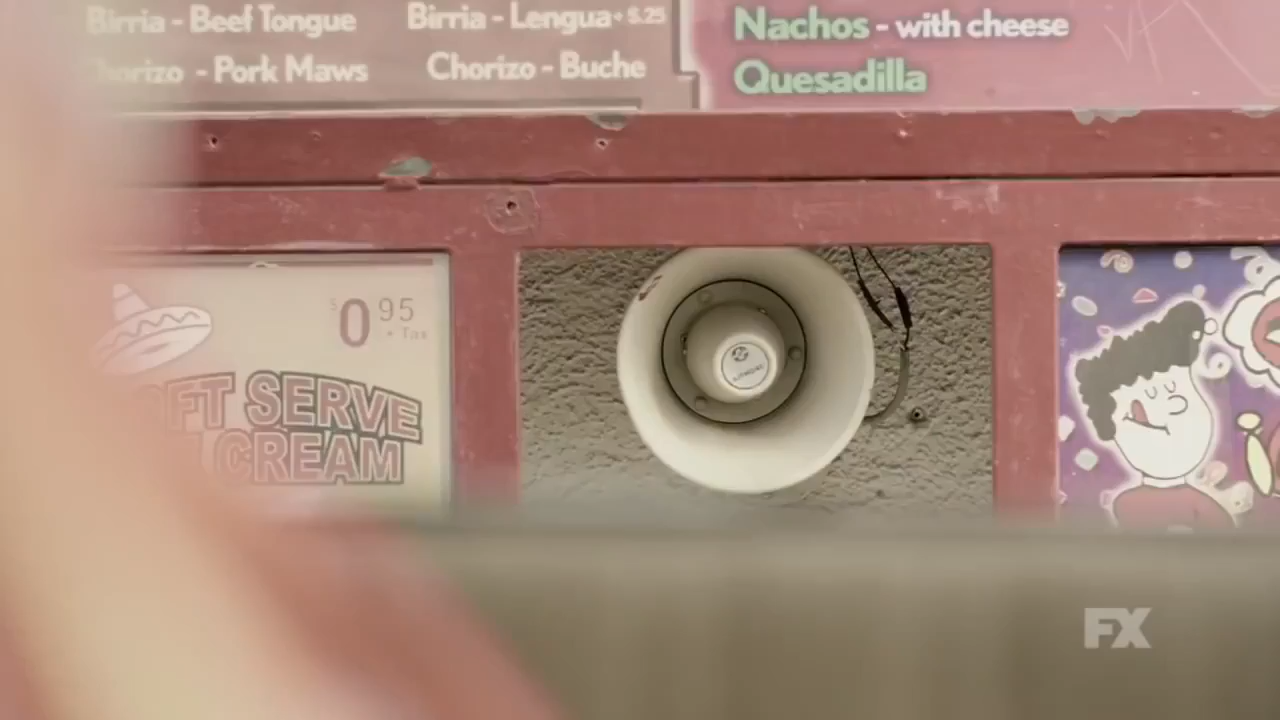 Birria - Beef Tongue
Birria - Lengua + $.25
Chorizo - Pork Maws
Chorizo - Buche
Nachos - with cheese
Quesadilla
$0.95
+ Tax
OFT SERVE
CREAM
FX